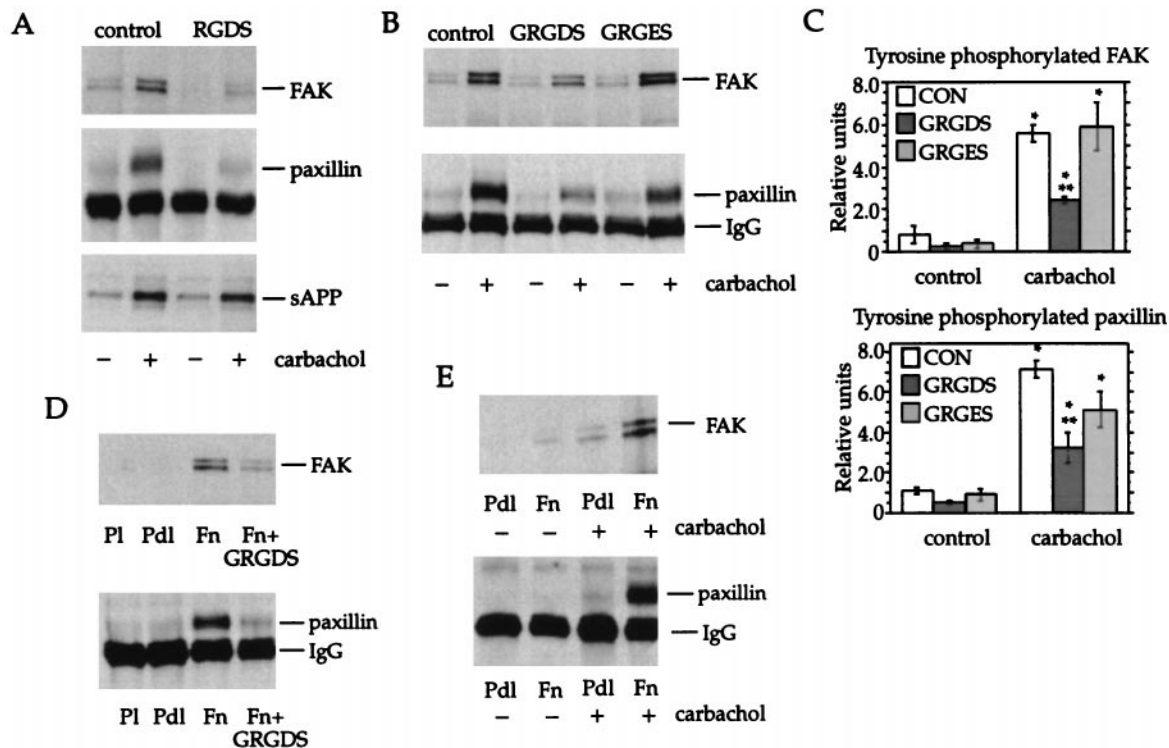 A
control RGDS
FAK
paxillin
sAPP
− + − + carbachol
B
control GRGDS GRGES
FAK
paxillin
IgG
− + − + − + carbachol
C
Tyrosine phosphorylated FAK
8.0
6.0
4.0
2.0
0
Relative units
CON
GRGDS
GRGES
* * ** *
control carbachol
Tyrosine phosphorylated paxillin
8.0
6.0
4.0
2.0
0
Relative units
CON
GRGDS
GRGES
* * ** *
control carbachol
D
FAK
Pl Pdl Fn Fn+
GRGDS
paxillin
IgG
Pl Pdl Fn Fn+
GRGDS
E
FAK
Pdl Fn Pdl Fn
− − + + carbachol
paxillin
IgG
Pdl Fn Pdl Fn
− − + + carbachol